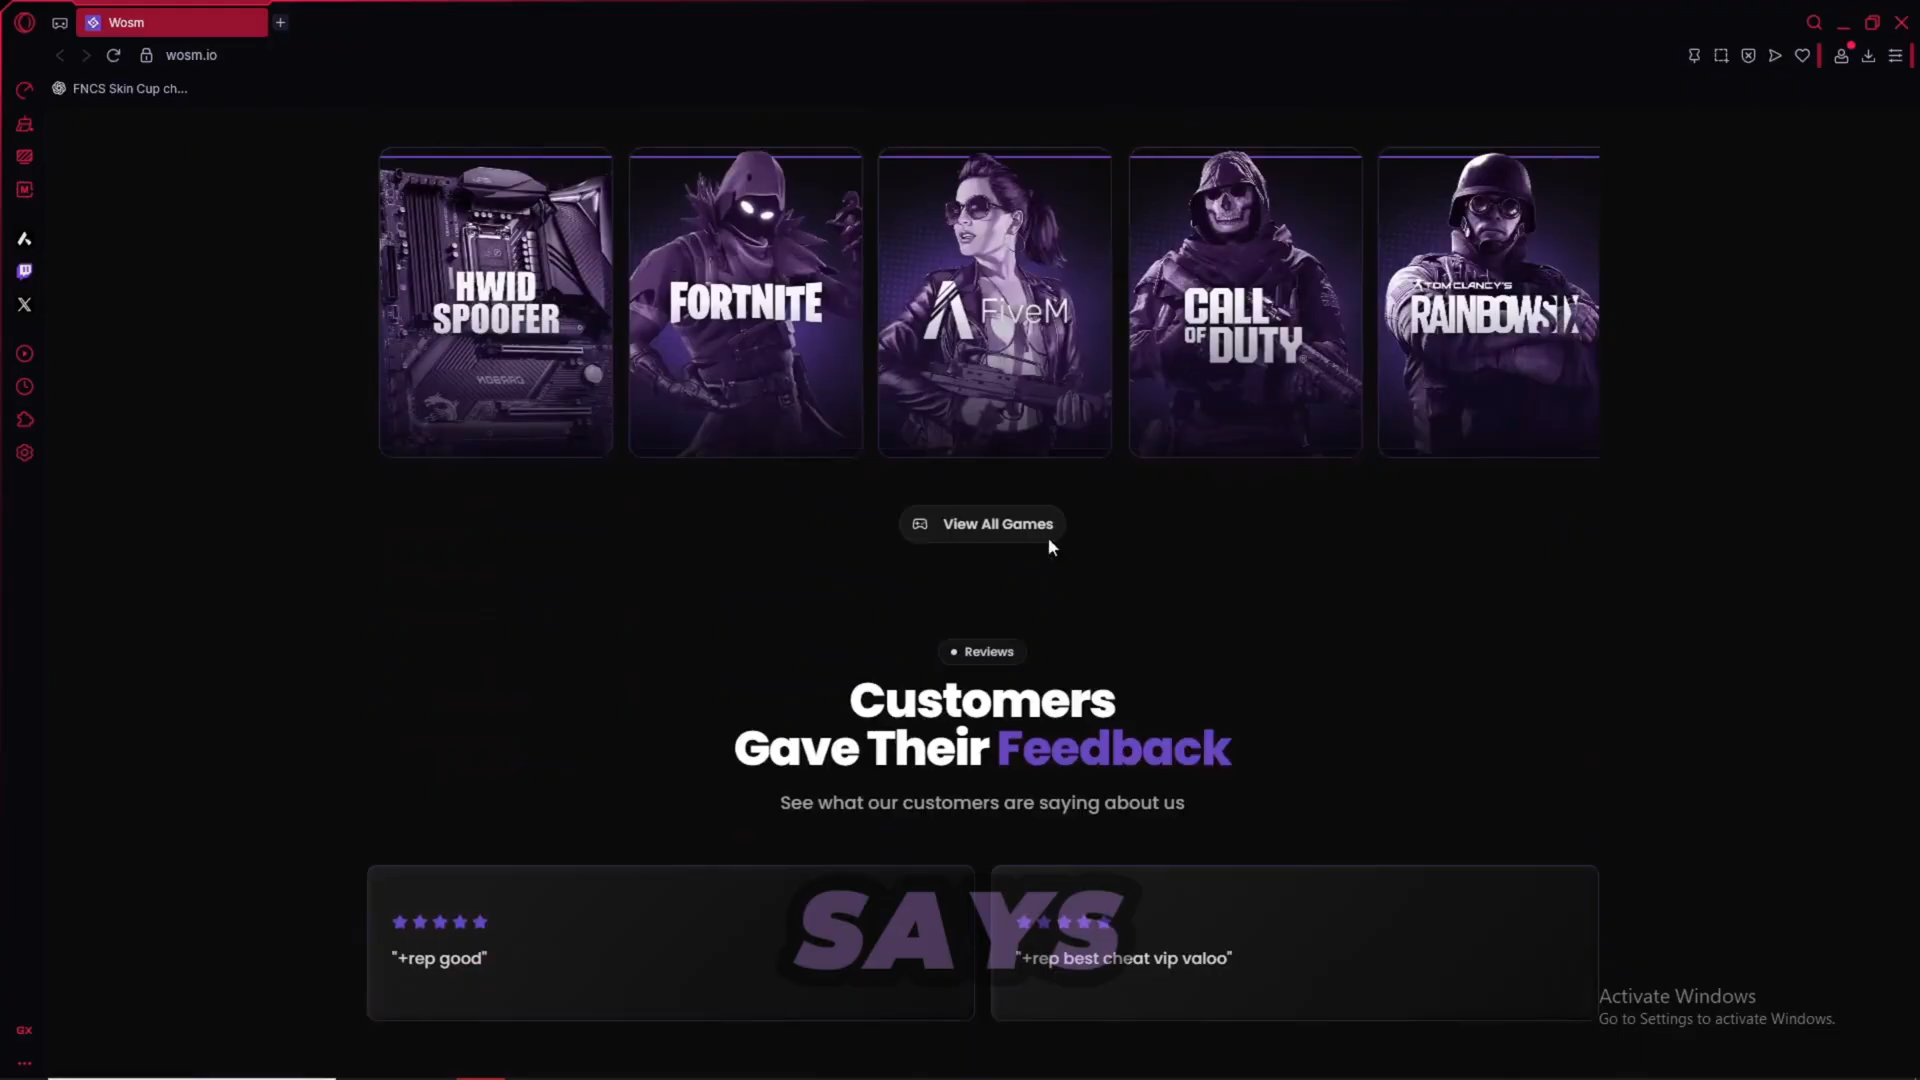 Wosm
wosm.io
FNCS Skin Cup ch...
HWID
SPOOFER
FORTNITE
FiveM
CALL
OF DUTY
TOM CLANCY'S
RAINBOWSIX
View All Games
Reviews
Customers
Gave Their Feedback
See what our customers are saying about us
SAYS
"+rep good"
"+rep best cheat vip valoo"
Activate Windows
Go to Settings to activate Windows.
GX